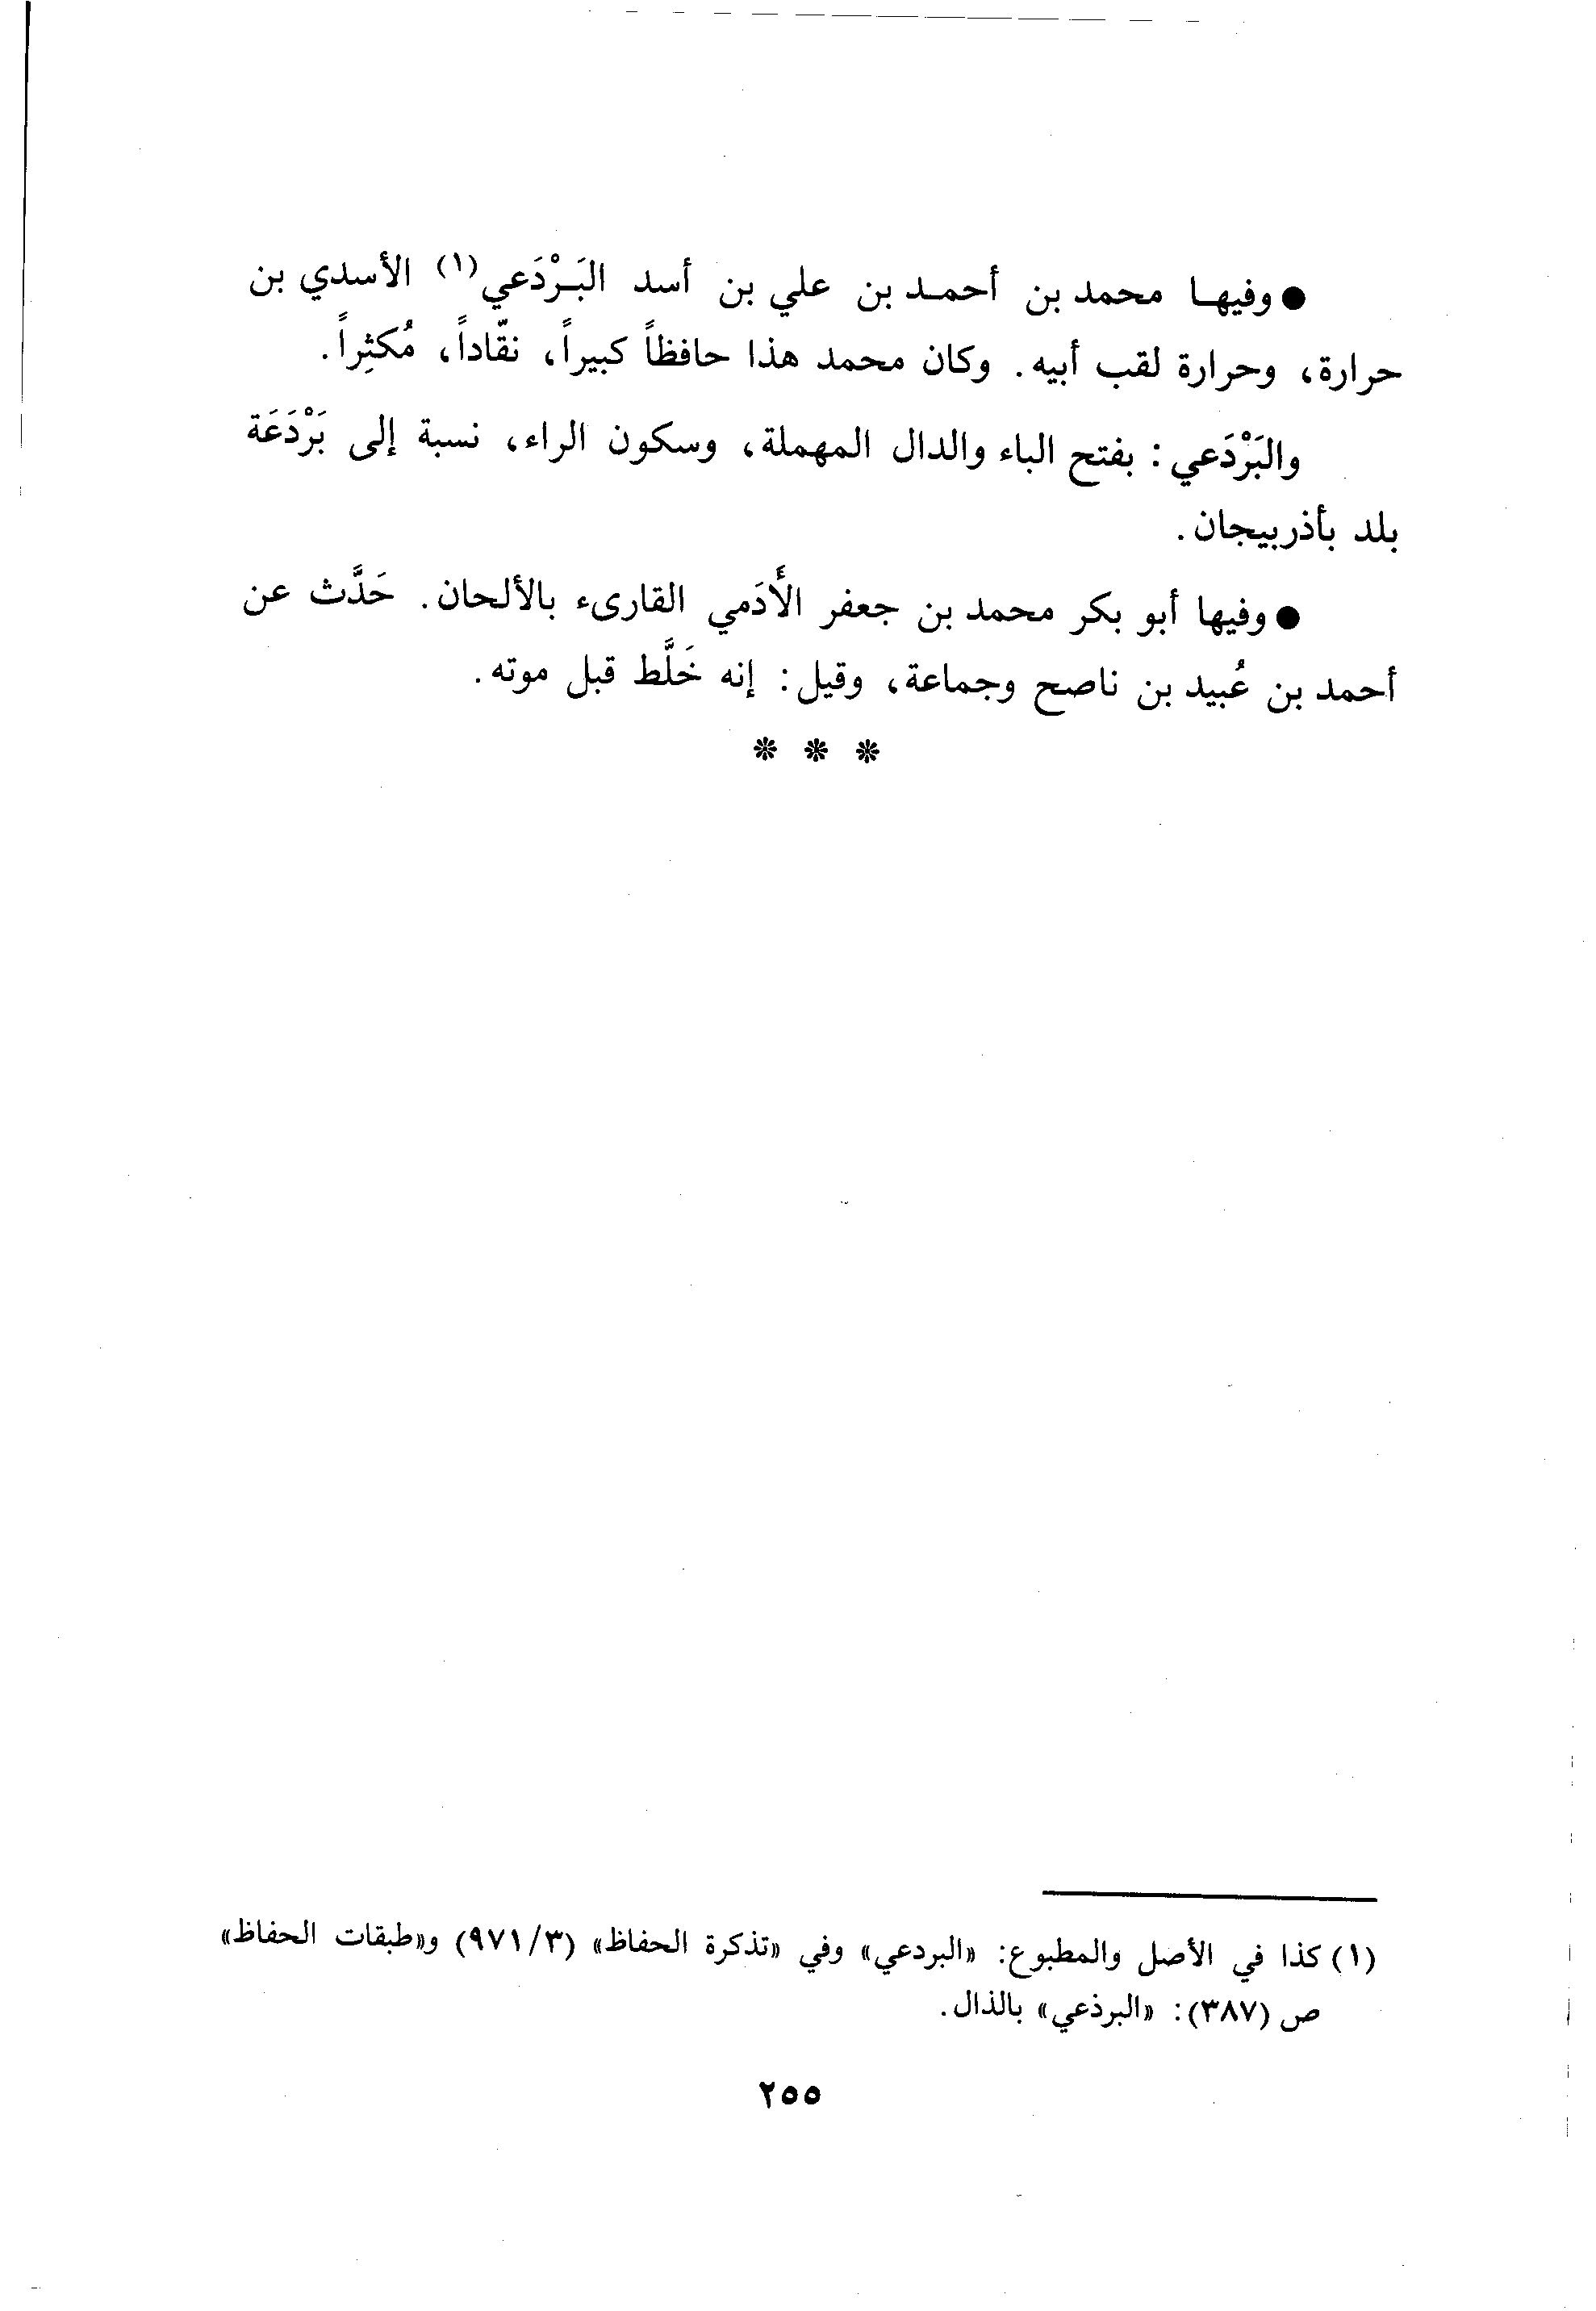 ● وفيهـا محمد بن أحمـد بن علي بن أسد البَـرْدَعي(١) الأسدي بن
حرارة، وحرارة لقب أبيه. وكان محمد هذا حافظاً كبيراً، نقّاداً، مُكثِراً.
والبَرْدَعي: بفتح الباء والدال المهملة، وسكون الراء، نسبة إلى بَرْدَعَة
بلد بأذربيجان.
● وفيها أبو بكر محمد بن جعفر الأَدَمي القارىء بالألحان. حَدَّث عن
أحمد بن عُبيد بن ناصح وجماعة، وقيل: إنه خَلَّط قبل موته.
* * *
(١) كذا في الأصل والمطبوع: «البردعي» وفي «تذكرة الحفاظ» (٣/ ٩٧١) و«طبقات الحفاظ»
ص (٣٨٧): «البرذعي» بالذال.
٢٥٥